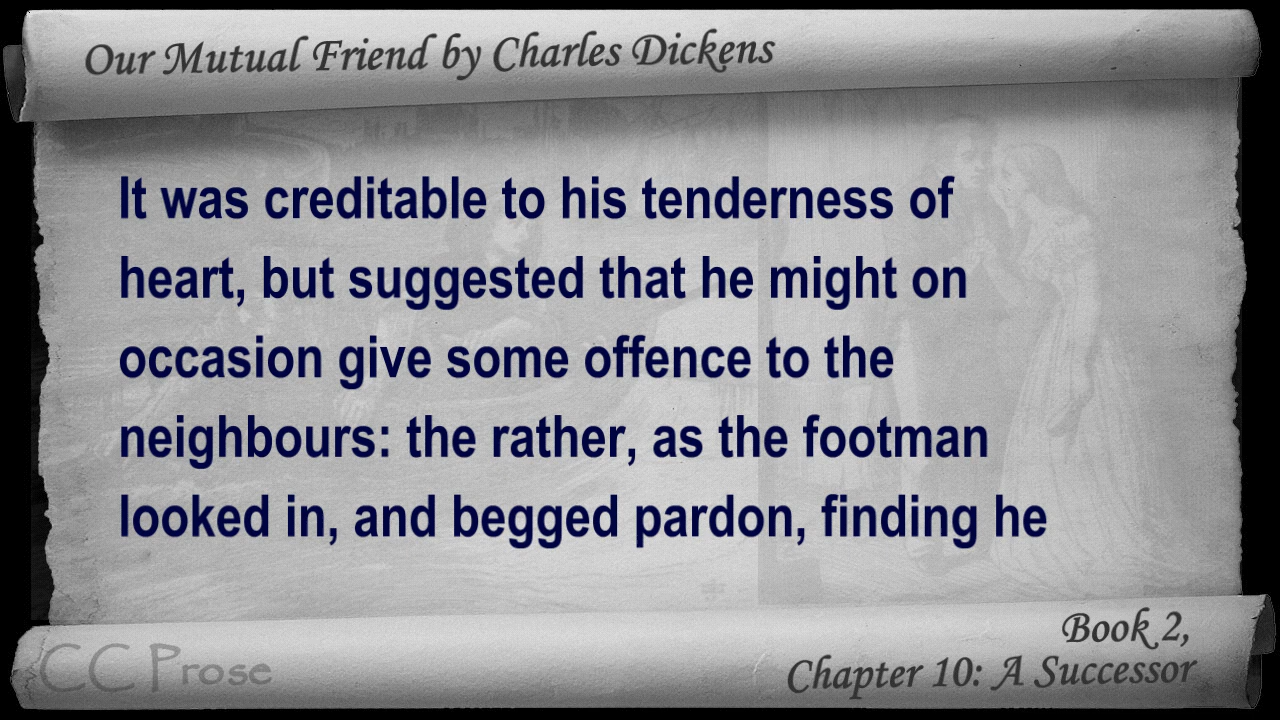 Our Mutual Friend by Charles Dickens
It was creditable to his tenderness of
heart, but suggested that he might on
occasion give some offence to the
neighbours: the rather, as the footman
looked in, and begged pardon, finding he
CC Prose
Book 2,
Chapter 10: A Successor